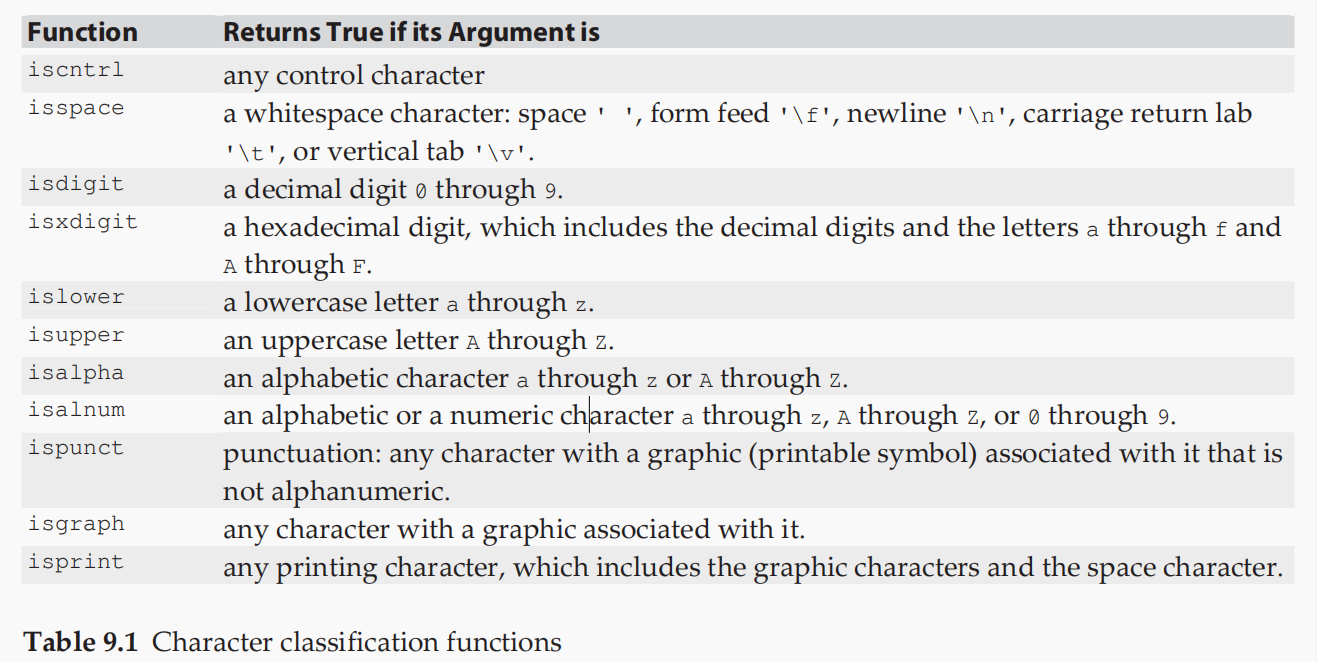 Function Returns True if its Argument is
iscntrl any control character
isspace a whitespace character: space ' ', form feed '\f', newline '\n', carriage return lab
'\t', or vertical tab '\v'.
isdigit a decimal digit 0 through 9.
isxdigit a hexadecimal digit, which includes the decimal digits and the letters a through f and
A through F.
islower a lowercase letter a through z.
isupper an uppercase letter A through Z.
isalpha an alphabetic character a through z or A through Z.
isalnum an alphabetic or a numeric character a through z, A through Z, or 0 through 9.
ispunct punctuation: any character with a graphic (printable symbol) associated with it that is
not alphanumeric.
isgraph any character with a graphic associated with it.
isprint any printing character, which includes the graphic characters and the space character.
Table 9.1 Character classification functions